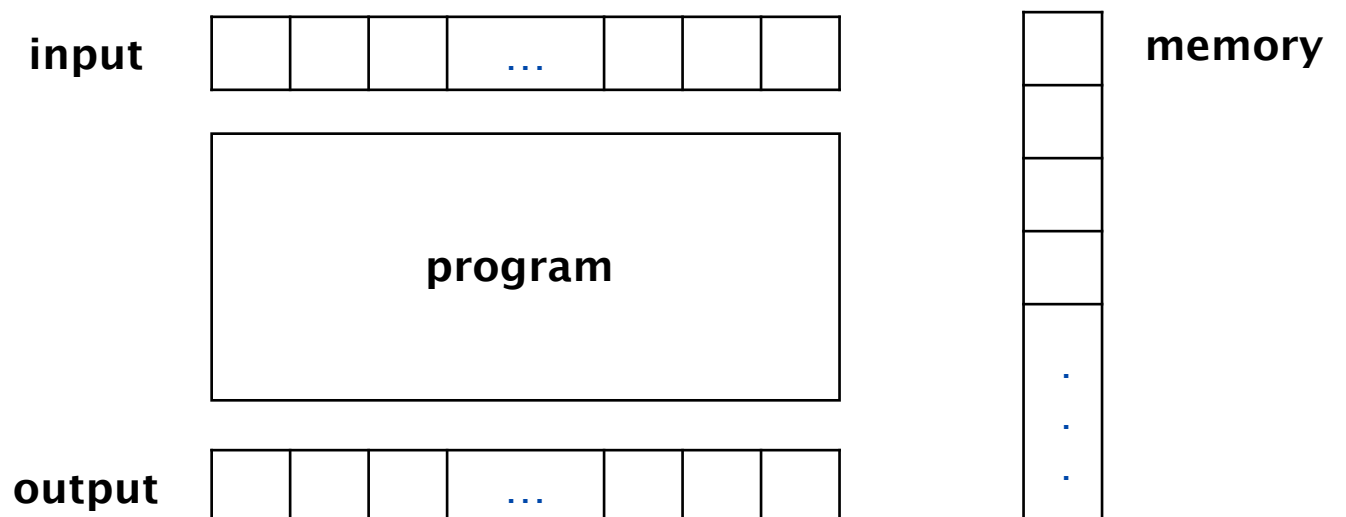 input
...
memory
program
.
.
.
output
...